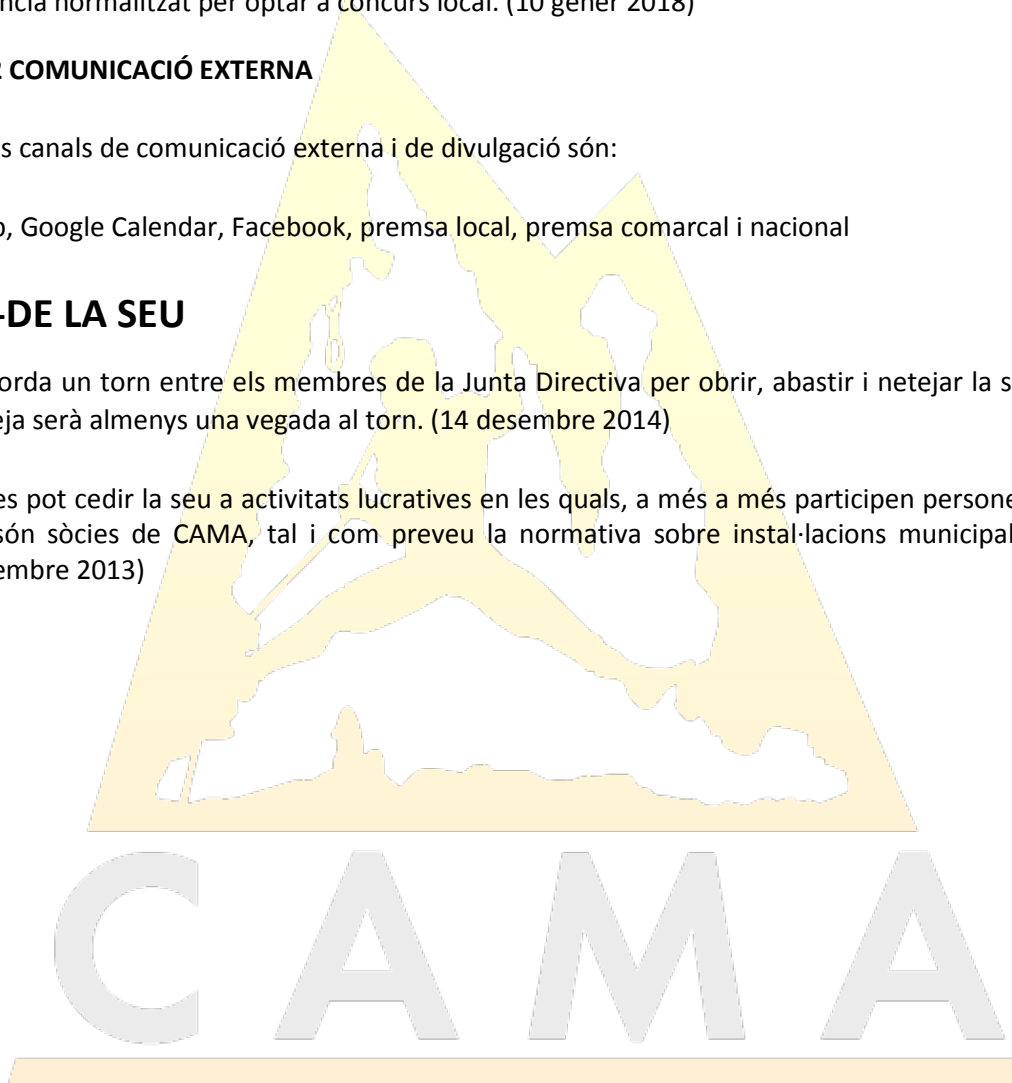 ncia normalitzat per optar a concurs local. (10 gener 2018)
2 COMUNICACIÓ EXTERNA
s canals de comunicació externa i de divulgació són:
o, Google Calendar, Facebook, premsa local, premsa comarcal i nacional
-DE LA SEU
orda un torn entre els membres de la Junta Directiva per obrir, abastir i netejar la s
eja serà almenys una vegada al torn. (14 desembre 2014)
es pot cedir la seu a activitats lucratives en les quals, a més a més participen persone
són sòcies de CAMA, tal i com preveu la normativa sobre instal·lacions municipal
embre 2013)
CAMA